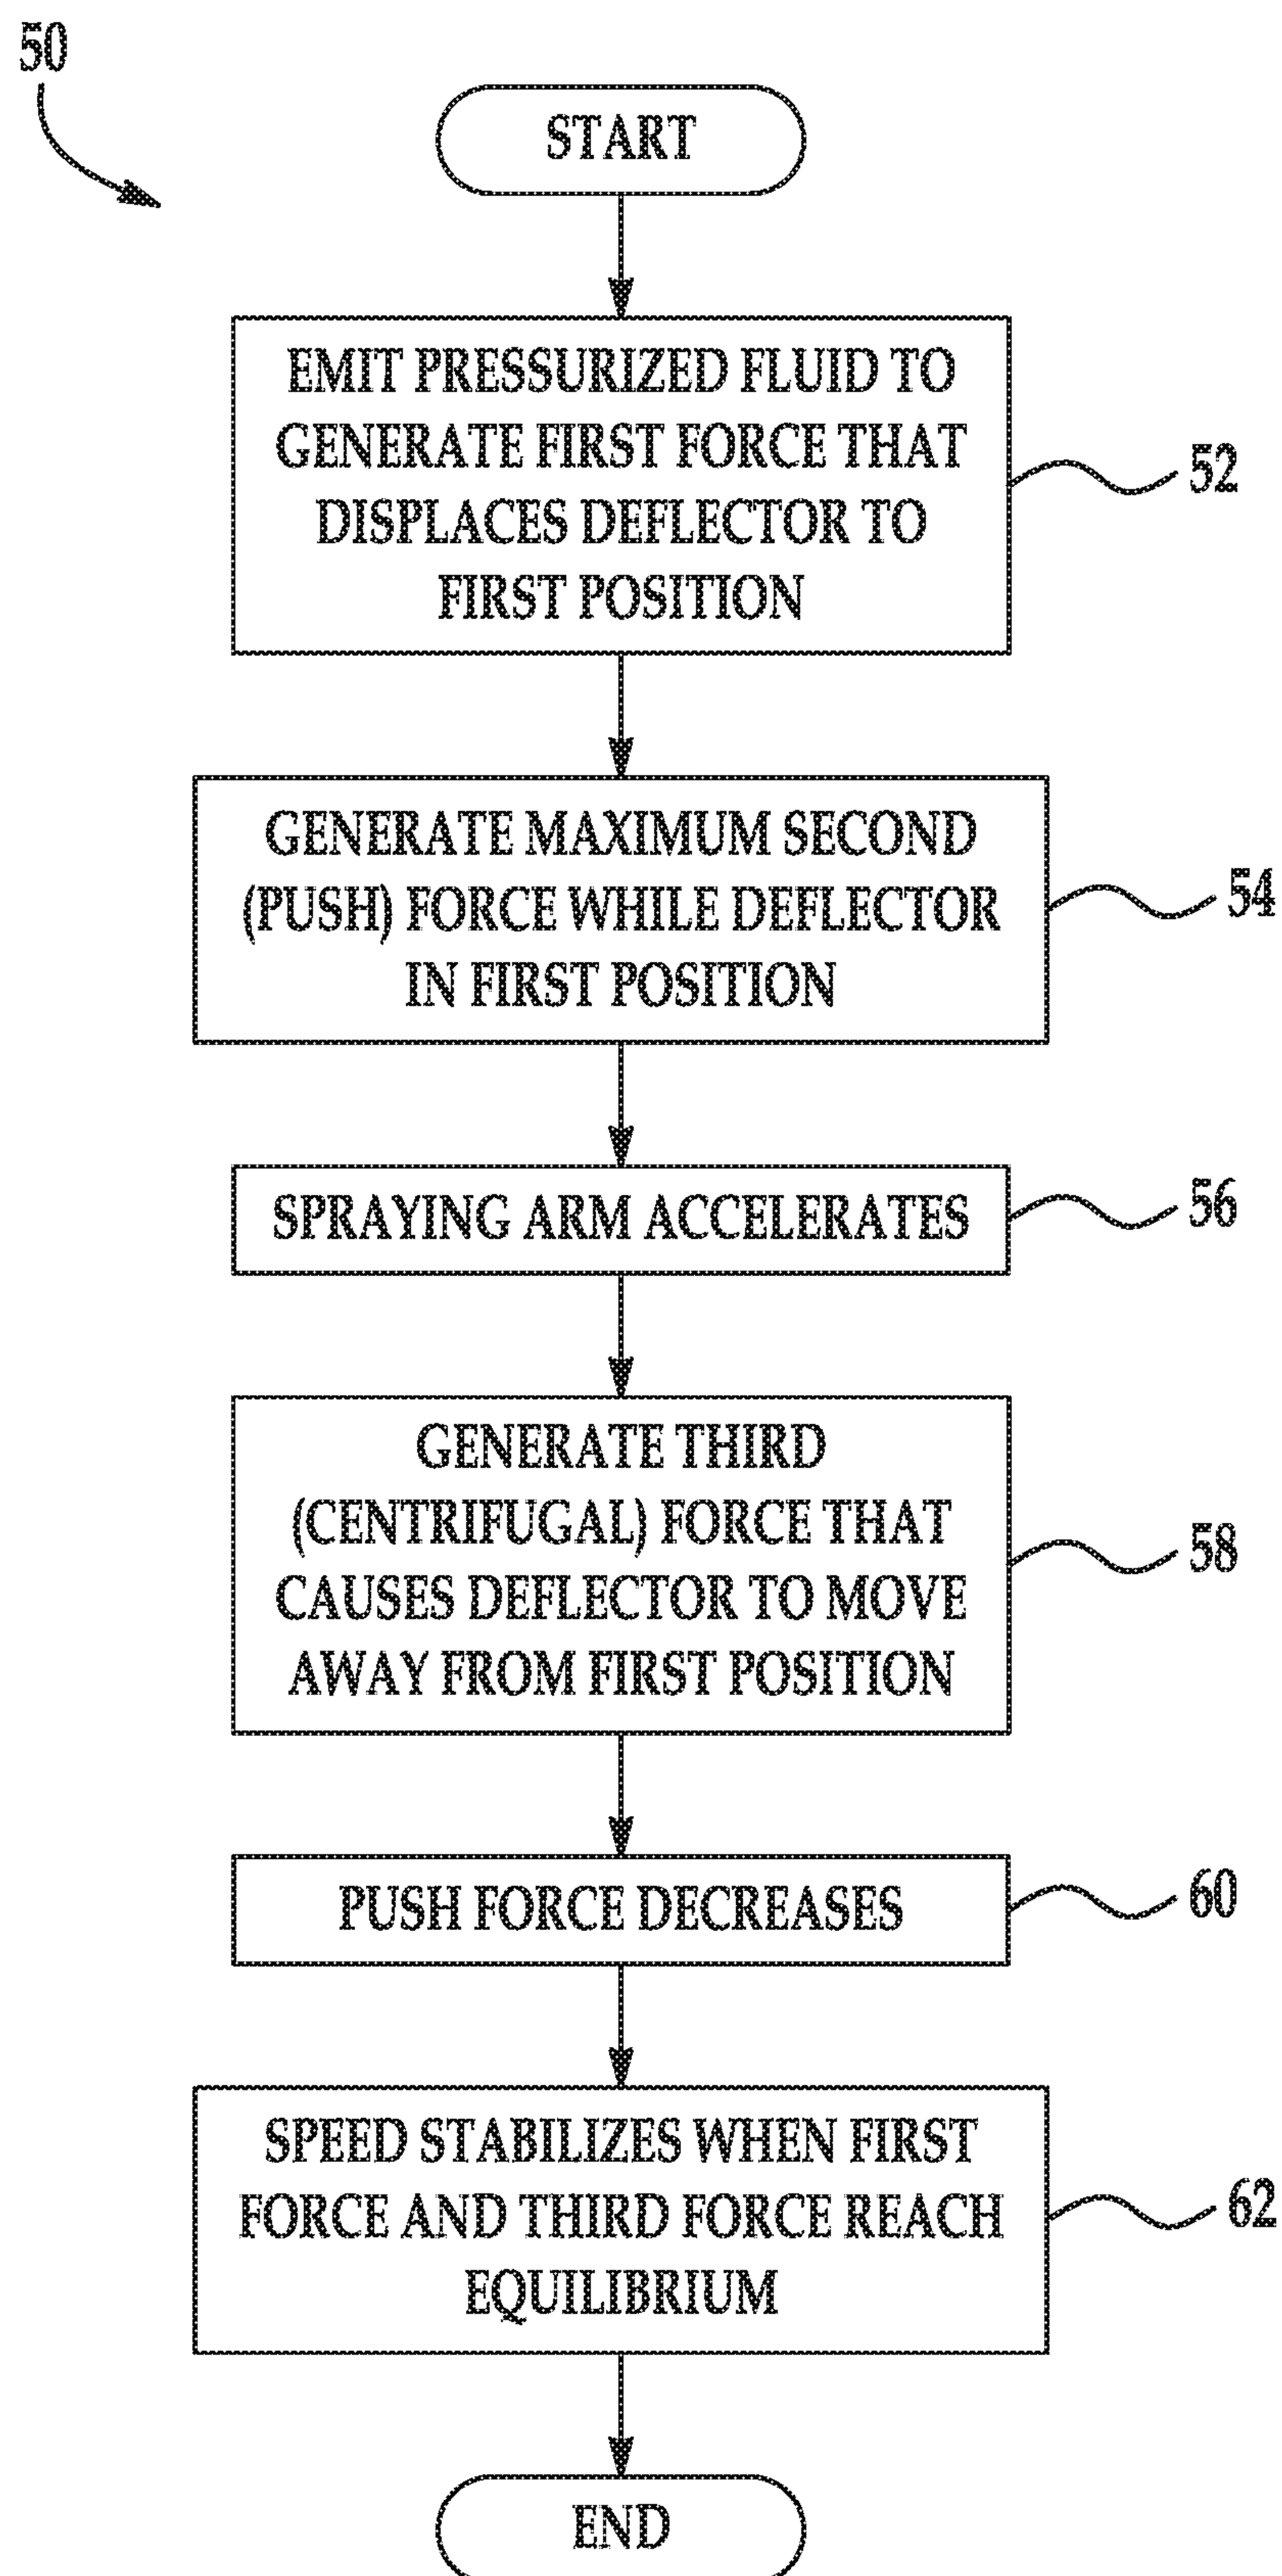 50
START
EMIT PRESSURIZED FLUID TO
GENERATE FIRST FORCE THAT
DISPLACES DEFLECTOR TO
FIRST POSITION
52
GENERATE MAXIMUM SECOND
(PUSH) FORCE WHILE DEFLECTOR
IN FIRST POSITION
54
SPRAYING ARM ACCELERATES
56
GENERATE THIRD
(CENTRIFUGAL) FORCE THAT
CAUSES DEFLECTOR TO MOVE
AWAY FROM FIRST POSITION
58
PUSH FORCE DECREASES
60
SPEED STABILIZES WHEN FIRST
FORCE AND THIRD FORCE REACH
EQUILIBRIUM
62
END